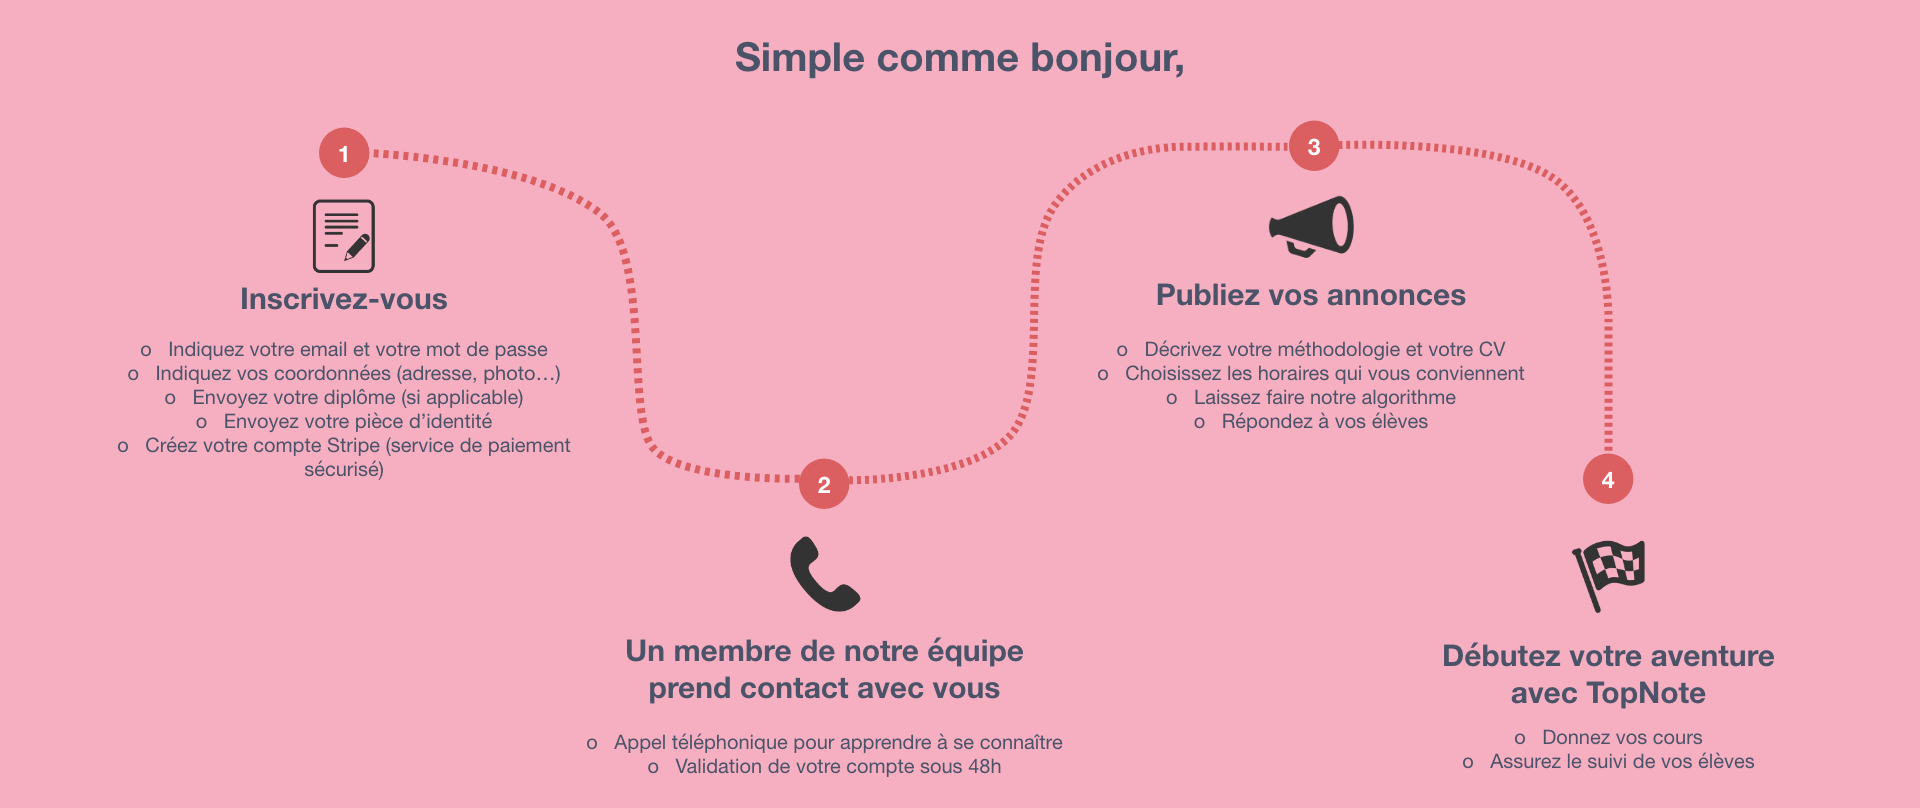 Simple comme bonjour,
1
Inscrivez-vous
o Indiquez votre email et votre mot de passe
o Indiquez vos coordonnées (adresse, photo…)
o Envoyez votre diplôme (si applicable)
o Envoyez votre pièce d’identité
o Créez votre compte Stripe (service de paiement
sécurisé)
2
Un membre de notre équipe
prend contact avec vous
o Appel téléphonique pour apprendre à se connaître
o Validation de votre compte sous 48h
3
Publiez vos annonces
o Décrivez votre méthodologie et votre CV
o Choisissez les horaires qui vous conviennent
o Laissez faire notre algorithme
o Répondez à vos élèves
4
Débutez votre aventure
avec TopNote
o Donnez vos cours
o Assurez le suivi de vos élèves